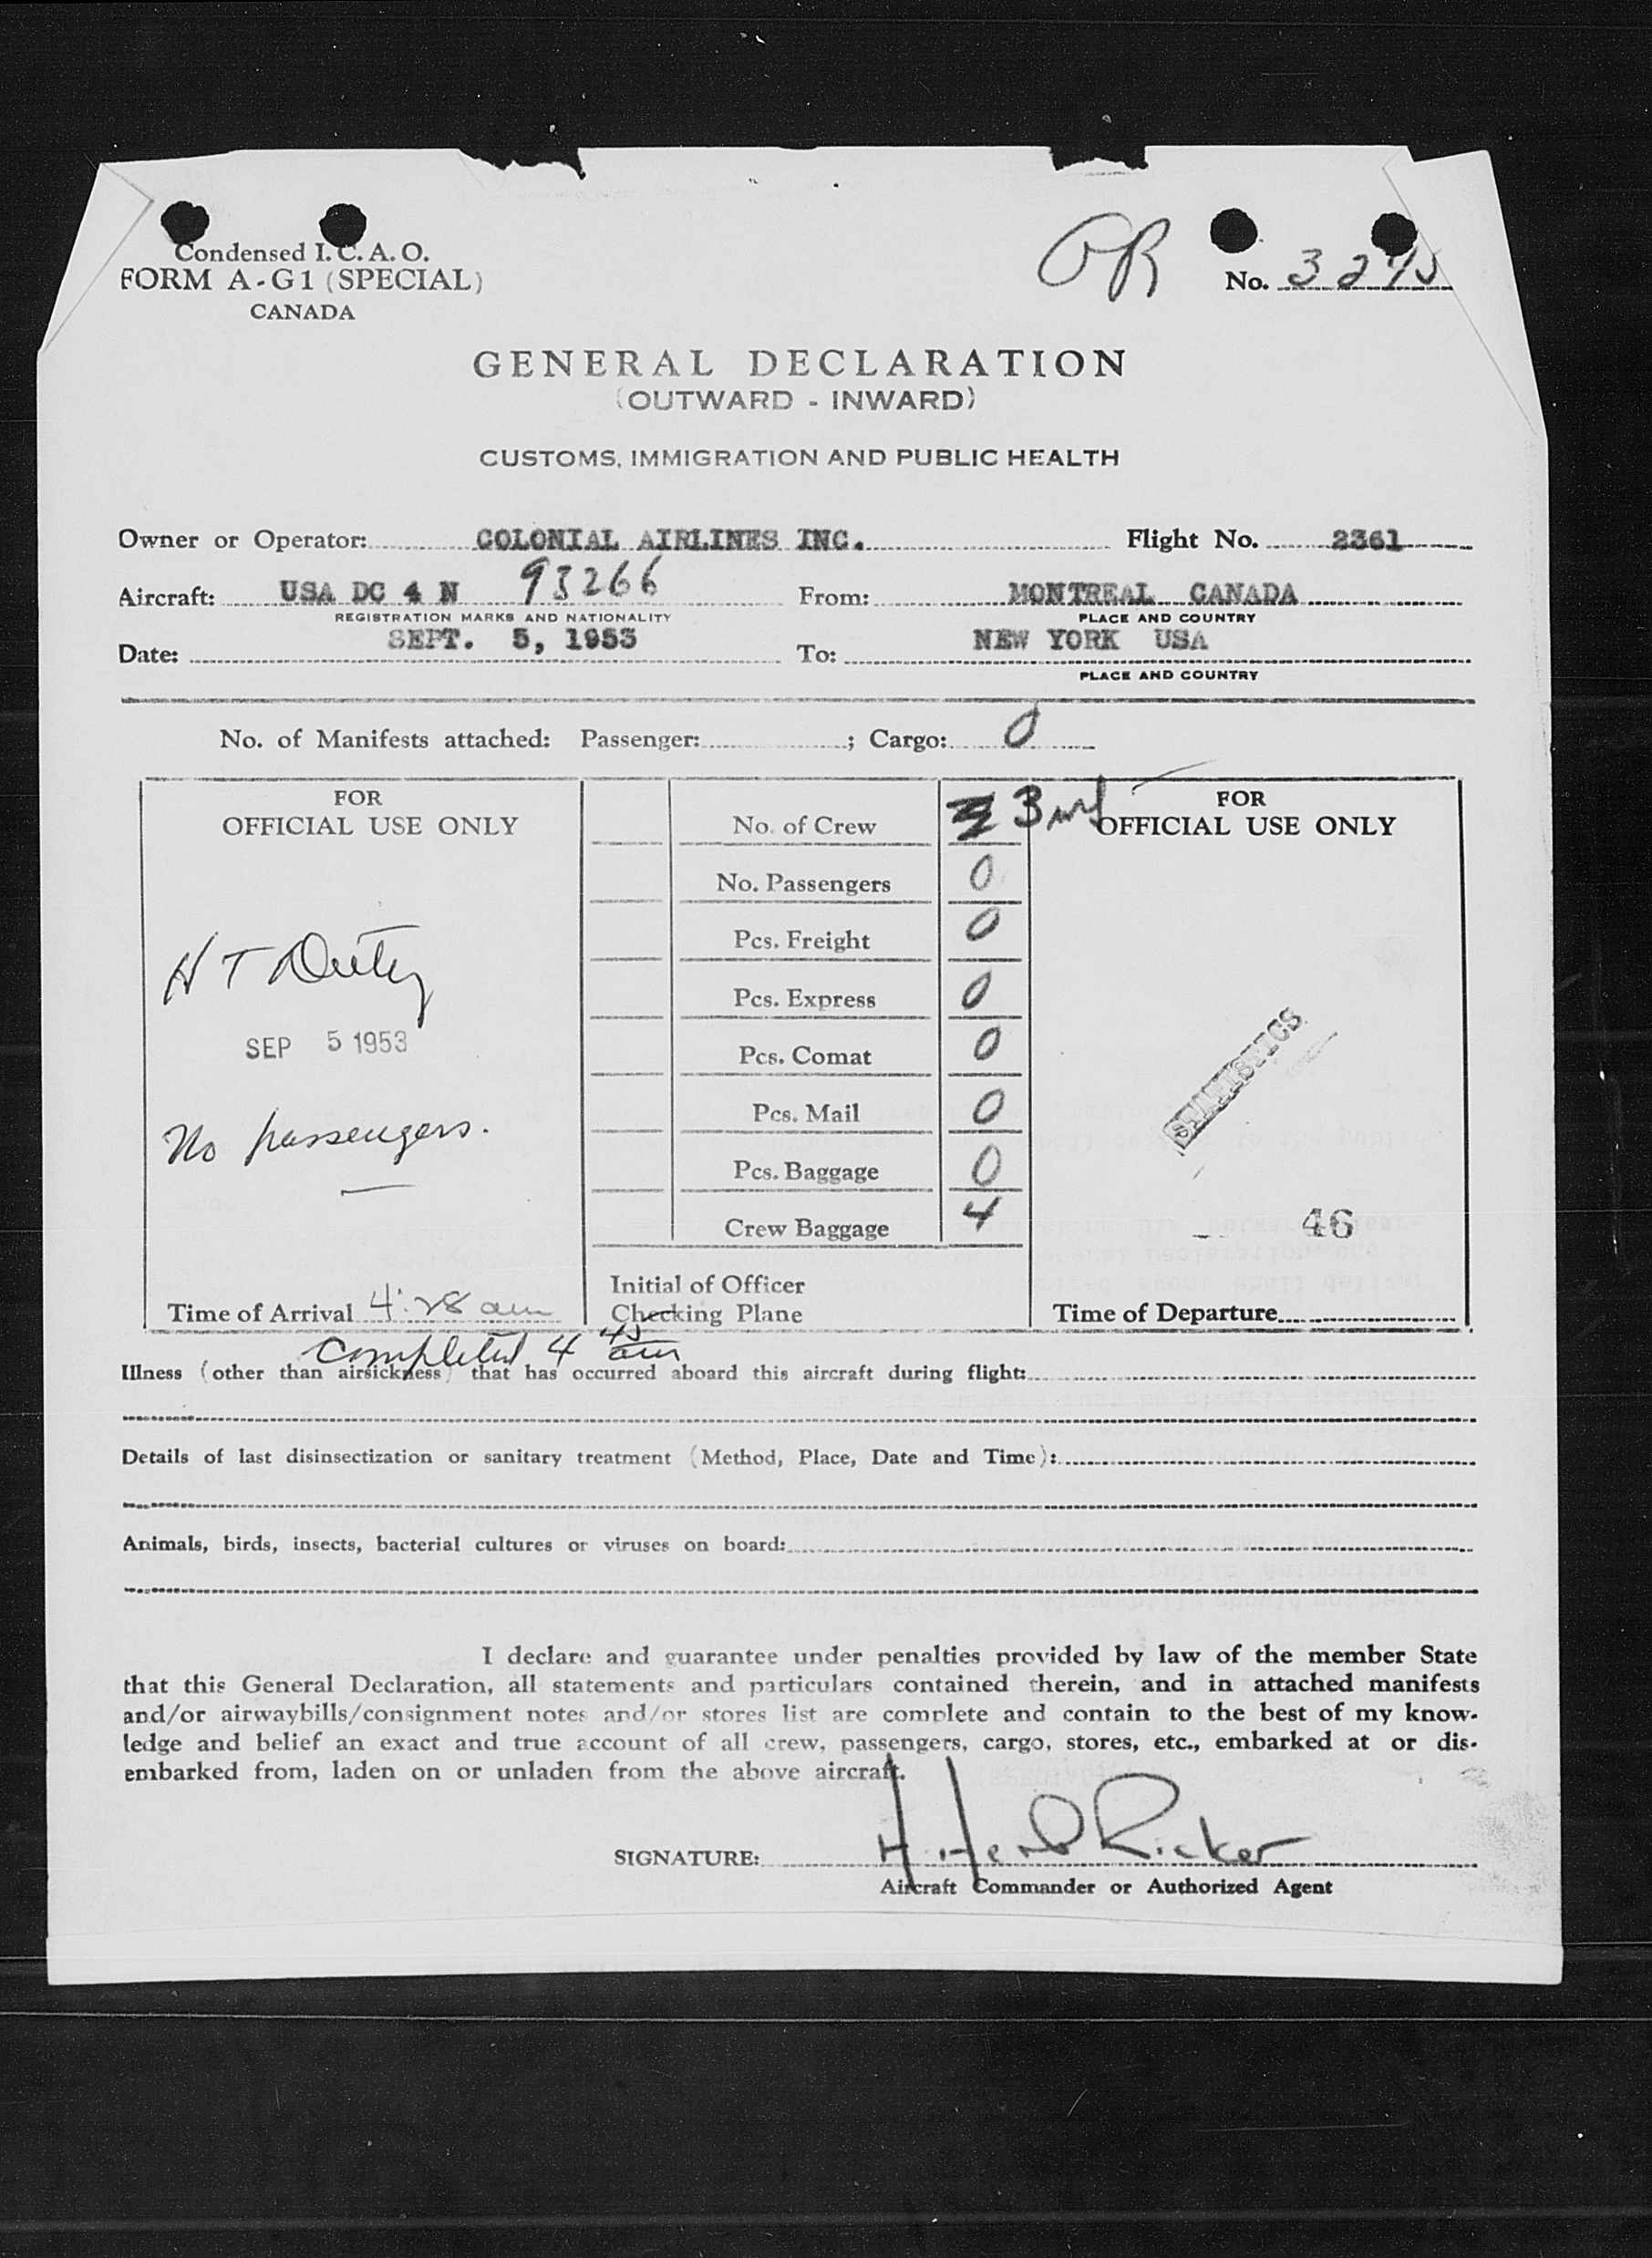 Condensed I. C. A. O.
FORM A-G1 (SPECIAL)
CANADA
No. 3275
GENERAL DECLARATION
(OUTWARD - INWARD)
CUSTOMS, IMMIGRATION AND PUBLIC HEALTH
Owner or Operator: COLONIAL AIRLINES INC. Flight No. 2361
Aircraft: USA DC 4 N 93266 From: MONTREAL CANADA
REGISTRATION MARKS AND NATIONALITY PLACE AND COUNTRY
Date: SEPT. 5, 1953 To: NEW YORK USA
PLACE AND COUNTRY
No. of Manifests attached: Passenger: ; Cargo: 0
FOR
OFFICIAL USE ONLY
H T
SEP 5 1953
No passengers.
Time of Arrival 4:28 am
completed 4 45 am
No. of Crew 3
No. Passengers 0
Pcs. Freight 0
Pcs. Express 0
Pcs. Comat 0
Pcs. Mail 0
Pcs. Baggage 0
Crew Baggage 4
Initial of Officer
Checking Plane
FOR
OFFICIAL USE ONLY
STATISTICS
46
Time of Departure
Illness (other than airsickness) that has occurred aboard this aircraft during flight:
Details of last disinsectization or sanitary treatment (Method, Place, Date and Time):
Animals, birds, insects, bacterial cultures or viruses on board:
I declare and guarantee under penalties provided by law of the member State
that this General Declaration, all statements and particulars contained therein, and in attached manifests
and/or airwaybills/consignment notes and/or stores list are complete and contain to the best of my know-
ledge and belief an exact and true account of all crew, passengers, cargo, stores, etc., embarked at or dis-
embarked from, laden on or unladen from the above aircraft.
SIGNATURE: H. Herb Ricker
Aircraft Commander or Authorized Agent